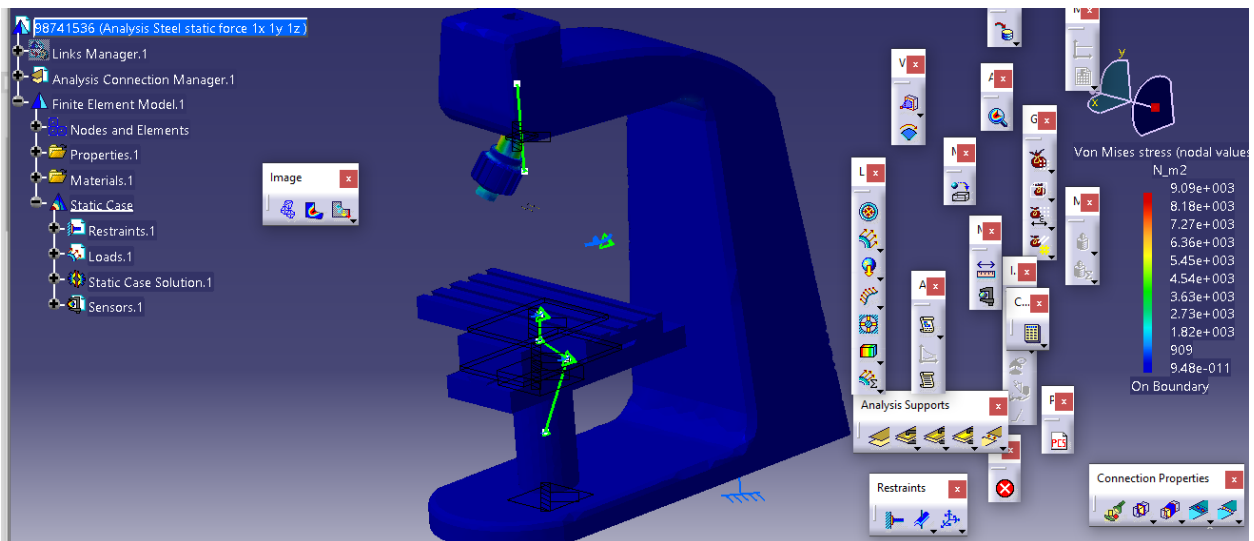 98741536 (Analysis Steel static force 1x 1y 1z )
Links Manager.1
Analysis Connection Manager.1
Finite Element Model.1
Nodes and Elements
Properties.1
Materials.1
Static Case
Restraints.1
Loads.1
Static Case Solution.1
Sensors.1
Image
x
V
x
A
x
M
x
G
x
N
x
L
x
M
x
M
x
I.
x
A
x
C...
x
Analysis Supports
x
P
x
PCS
x
Restraints
x
Connection Properties
x
y
x
Von Mises stress (nodal values
N_m2
9.09e+003
8.18e+003
7.27e+003
6.36e+003
5.45e+003
4.54e+003
3.63e+003
2.73e+003
1.82e+003
909
9.48e-011
On Boundary